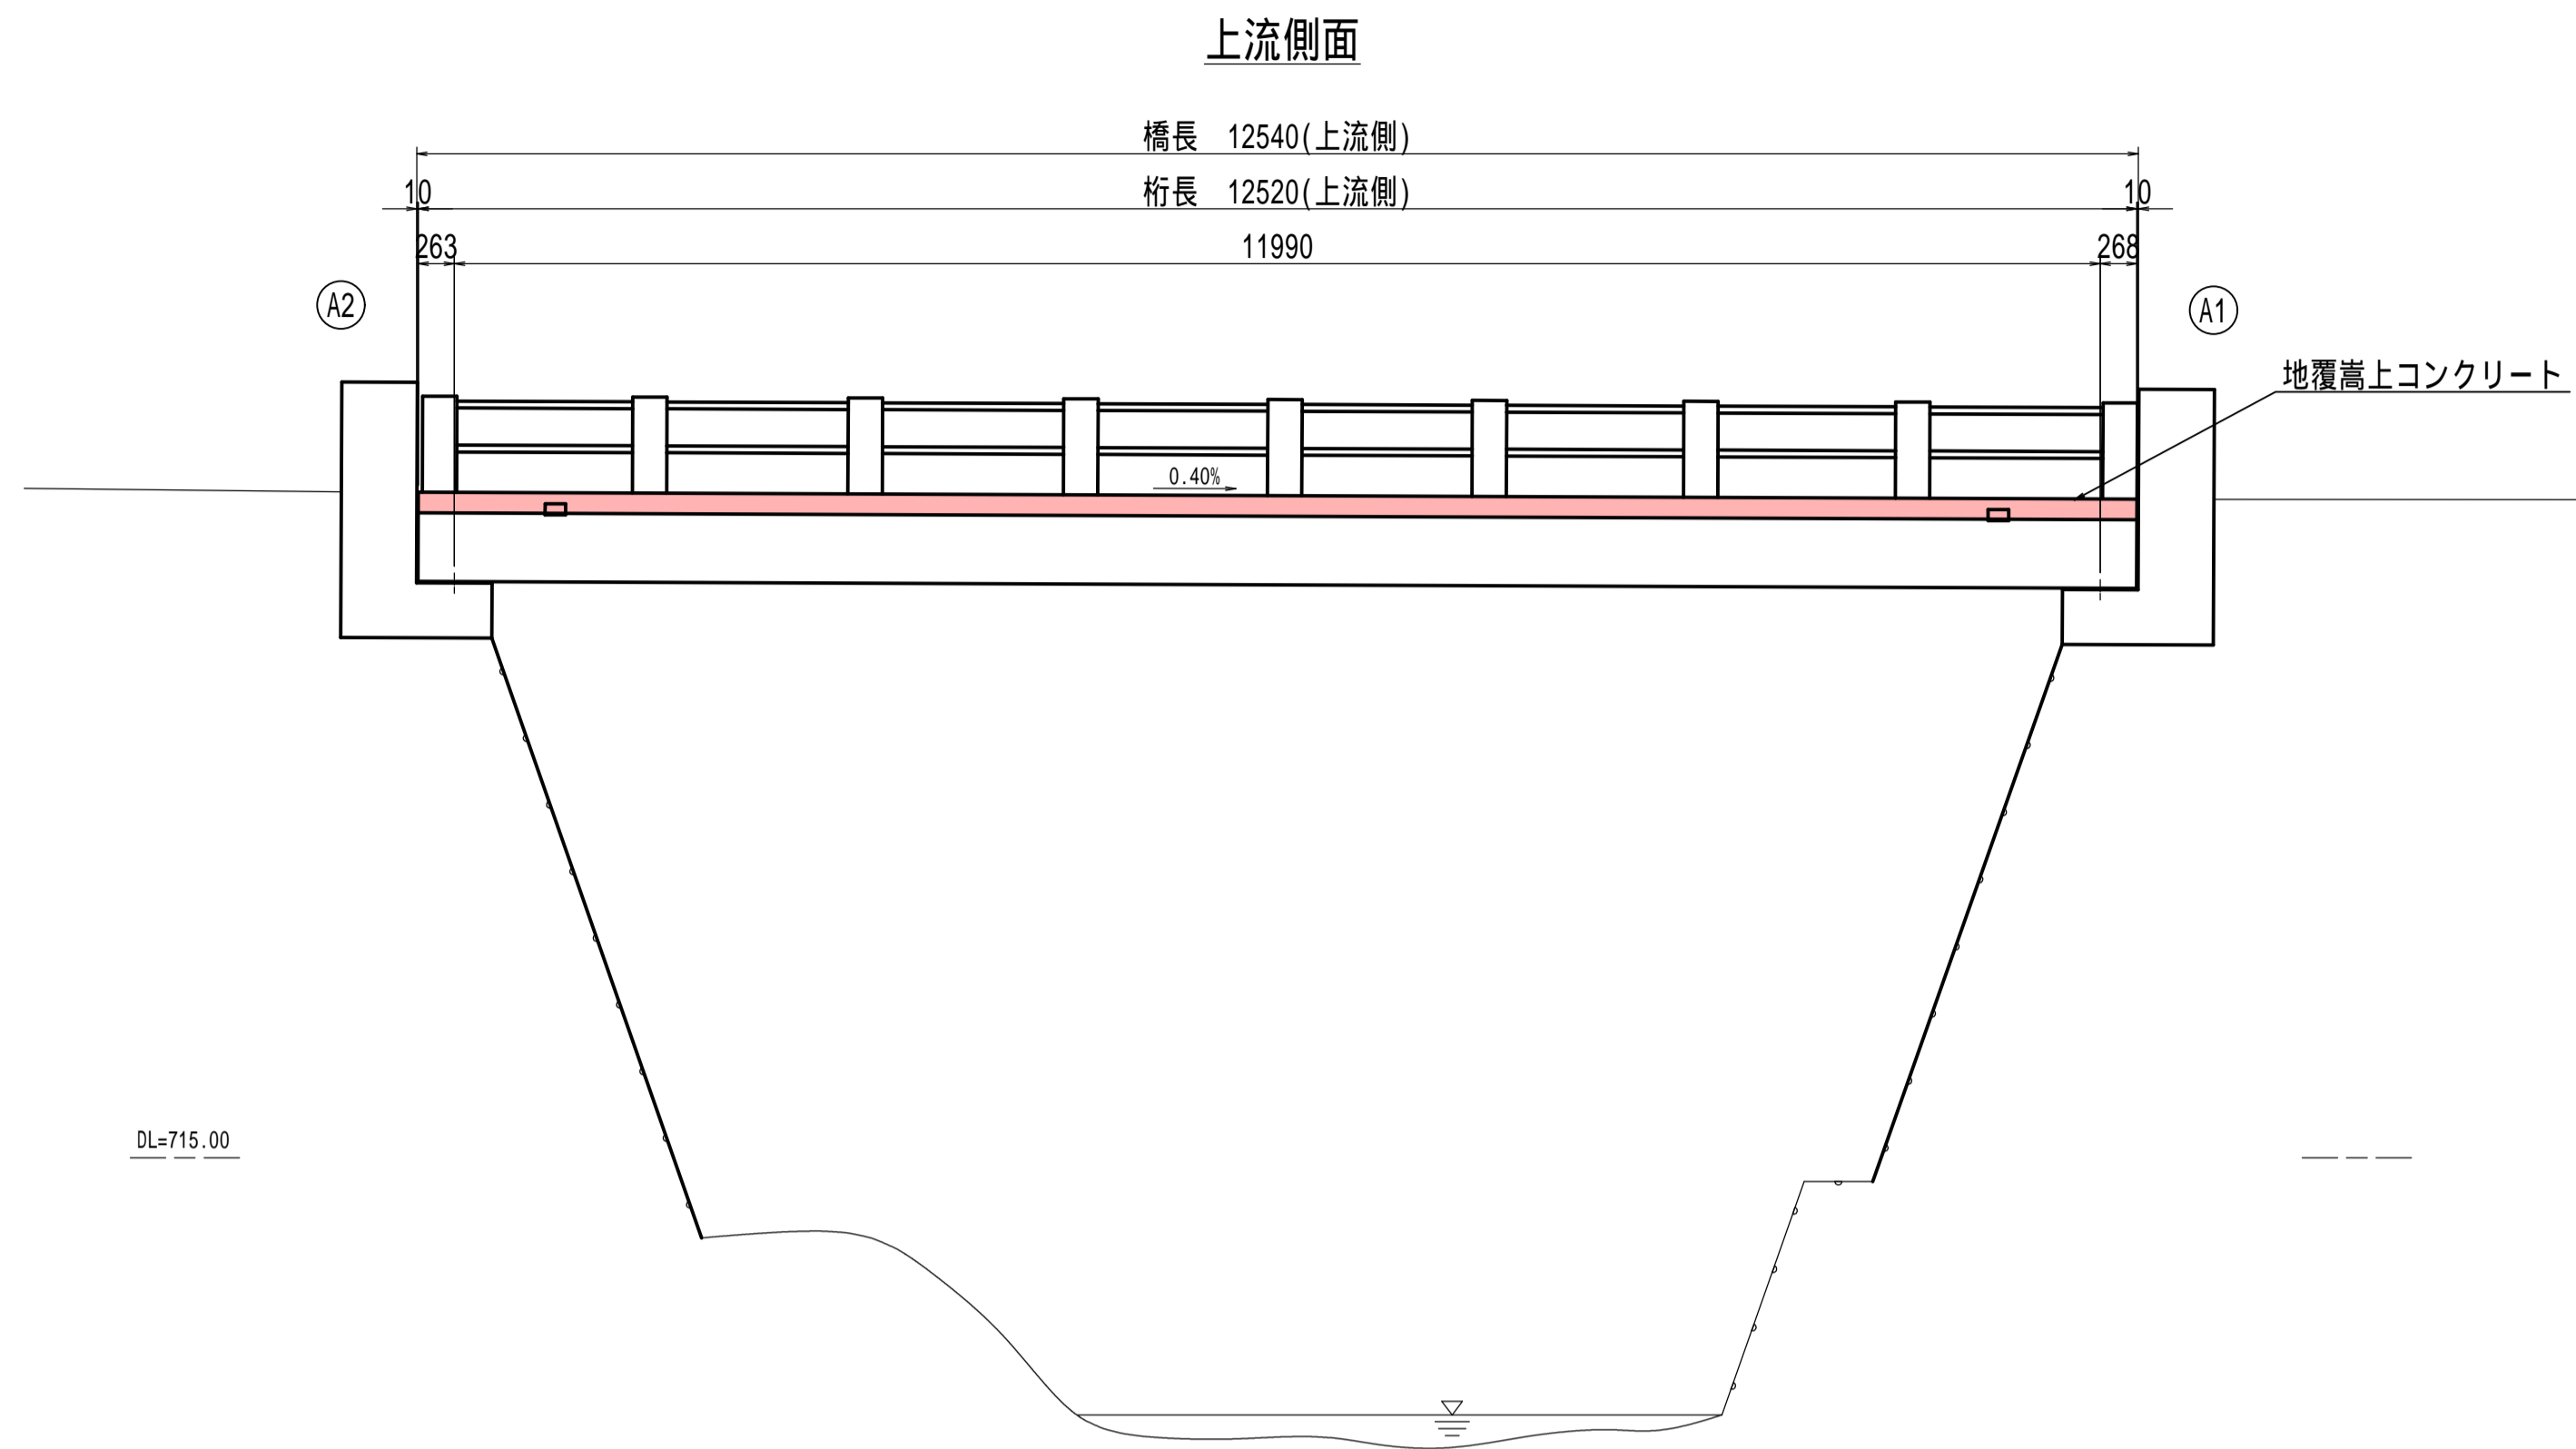 上流側面
橋長 12540(上流側)
10 桁長 12520(上流側) 10
263 11990 268
A2 A1
地覆嵩上コンクリート
0.40%
DL=715.00